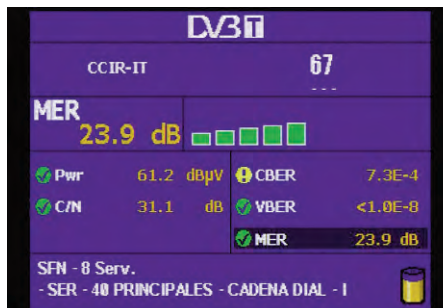 DVB T
CCIR-IT 67
---
MER
23.9 dB
Pwr 61.2 dBµV
C/N 31.1 dB
CBER 7.3E-4
VBER <1.0E-8
MER 23.9 dB
SFN - 8 Serv.
- SER - 40 PRINCIPALES - CADENA DIAL - I